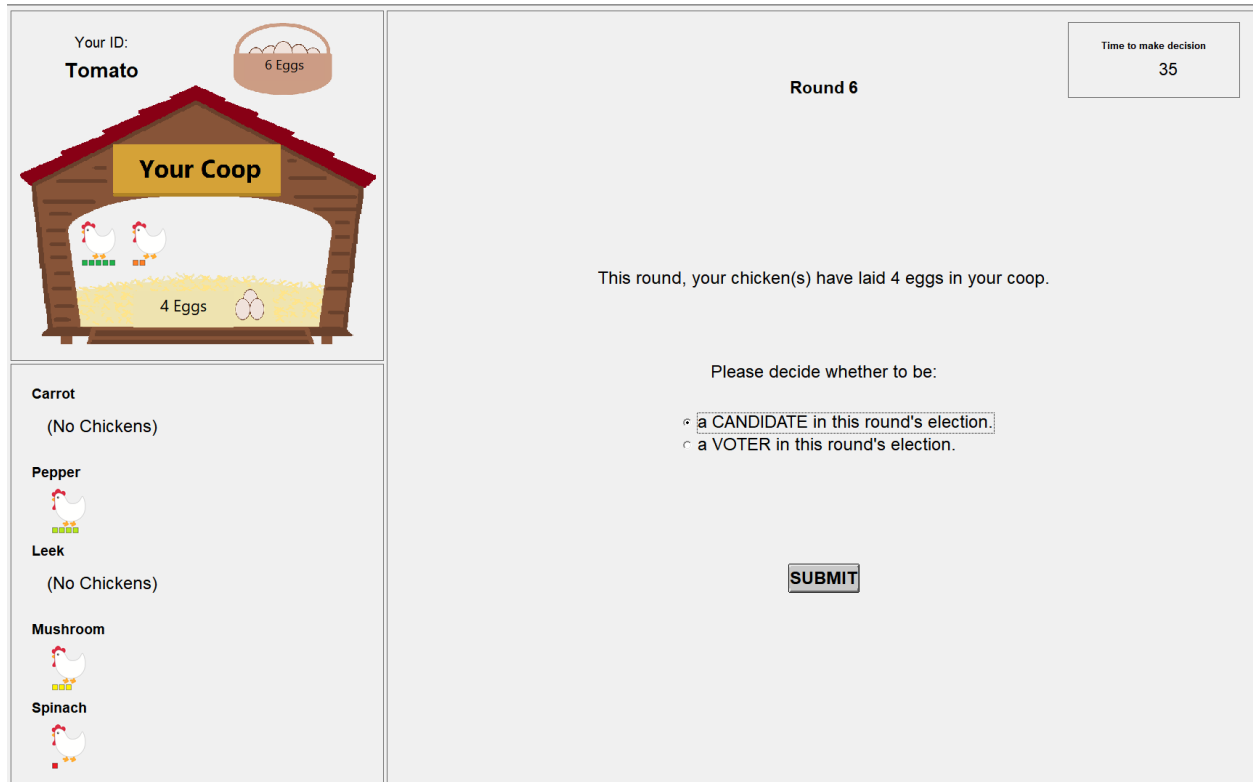 Your ID:
Tomato
6 Eggs
Your Coop
4 Eggs
Carrot
(No Chickens)
Pepper
Leek
(No Chickens)
Mushroom
Spinach
Time to make decision
35
Round 6
This round, your chicken(s) have laid 4 eggs in your coop.
Please decide whether to be:
a CANDIDATE in this round's election.
a VOTER in this round's election.
SUBMIT